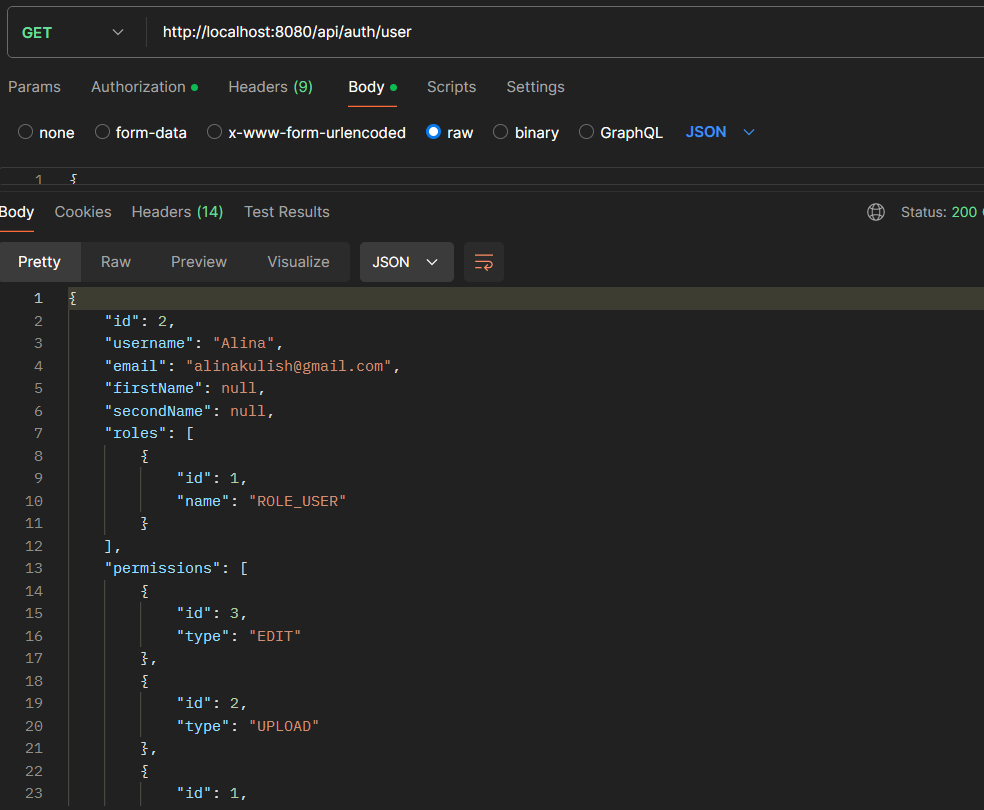 GET http://localhost:8080/api/auth/user
Params Authorization Headers (9) Body Scripts Settings
none form-data x-www-form-urlencoded raw binary GraphQL JSON
1 {
Body Cookies Headers (14) Test Results Status: 200
Pretty Raw Preview Visualize JSON
1 {
2 "id": 2,
3 "username": "Alina",
4 "email": "alinakulish@gmail.com",
5 "firstName": null,
6 "secondName": null,
7 "roles": [
8 {
9 "id": 1,
10 "name": "ROLE_USER"
11 }
12 ],
13 "permissions": [
14 {
15 "id": 3,
16 "type": "EDIT"
17 },
18 {
19 "id": 2,
20 "type": "UPLOAD"
21 },
22 {
23 "id": 1,